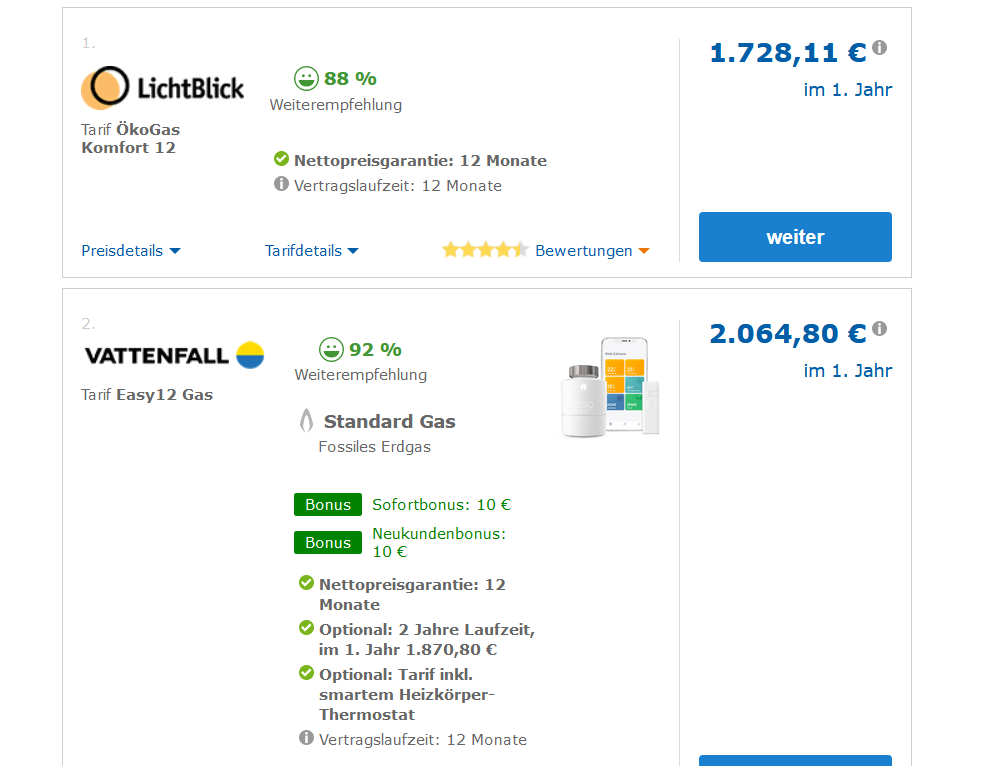 1.
LichtBlick
Tarif ÖkoGas
Komfort 12
88 %
Weiterempfehlung
Nettopreisgarantie: 12 Monate
Vertragslaufzeit: 12 Monate
1.728,11 €
im 1. Jahr
Preisdetails
Tarifdetails
Bewertungen
weiter
2.
VATTENFALL
Tarif Easy12 Gas
92 %
Weiterempfehlung
Standard Gas
Fossiles Erdgas
Bonus Sofortbonus: 10 €
Bonus Neukundenbonus:
10 €
Nettopreisgarantie: 12
Monate
Optional: 2 Jahre Laufzeit,
im 1. Jahr 1.870,80 €
Optional: Tarif inkl.
smartem Heizkörper-
Thermostat
Vertragslaufzeit: 12 Monate
2.064,80 €
im 1. Jahr